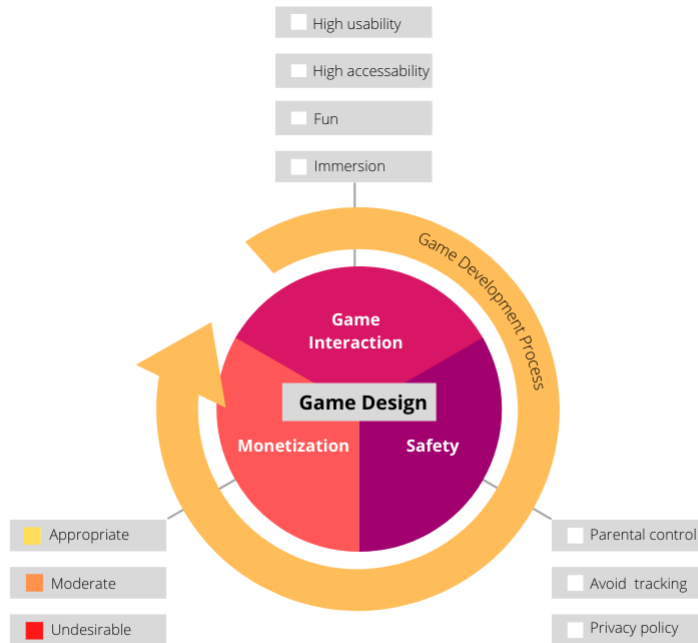 High usability
High accessability
Fun
Immersion
Game Development Process
Game
Interaction
Game Design
Monetization
Safety
Appropriate
Moderate
Undesirable
Parental control
Avoid tracking
Privacy policy